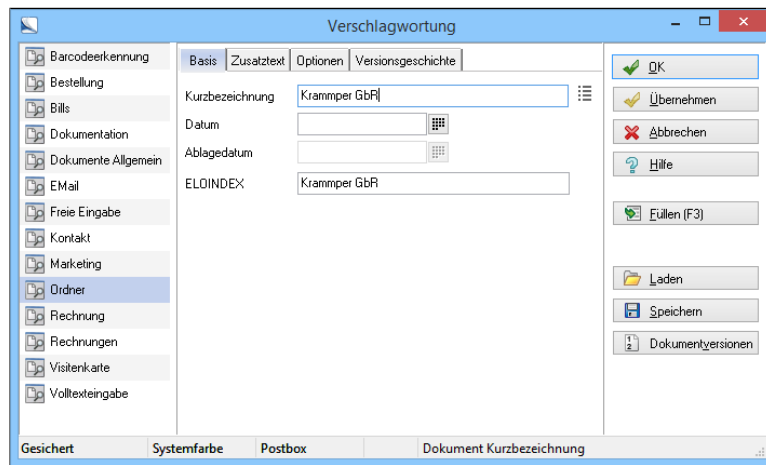 Verschlagwortung
Barcodeerkennung
Bestellung
Bills
Dokumentation
Dokumente Allgemein
EMail
Freie Eingabe
Kontakt
Marketing
Ordner
Rechnung
Rechnungen
Visitenkarte
Volltexteingabe
Basis Zusatztext Optionen Versionsgeschichte
Kurzbezeichnung Krammper GbR
Datum
Ablagedatum
ELOINDEX Krammper GbR
OK
Übernehmen
Abbrechen
Hilfe
Füllen (F3)
Laden
Speichern
Dokumentversionen
Gesichert Systemfarbe Postbox Dokument Kurzbezeichnung